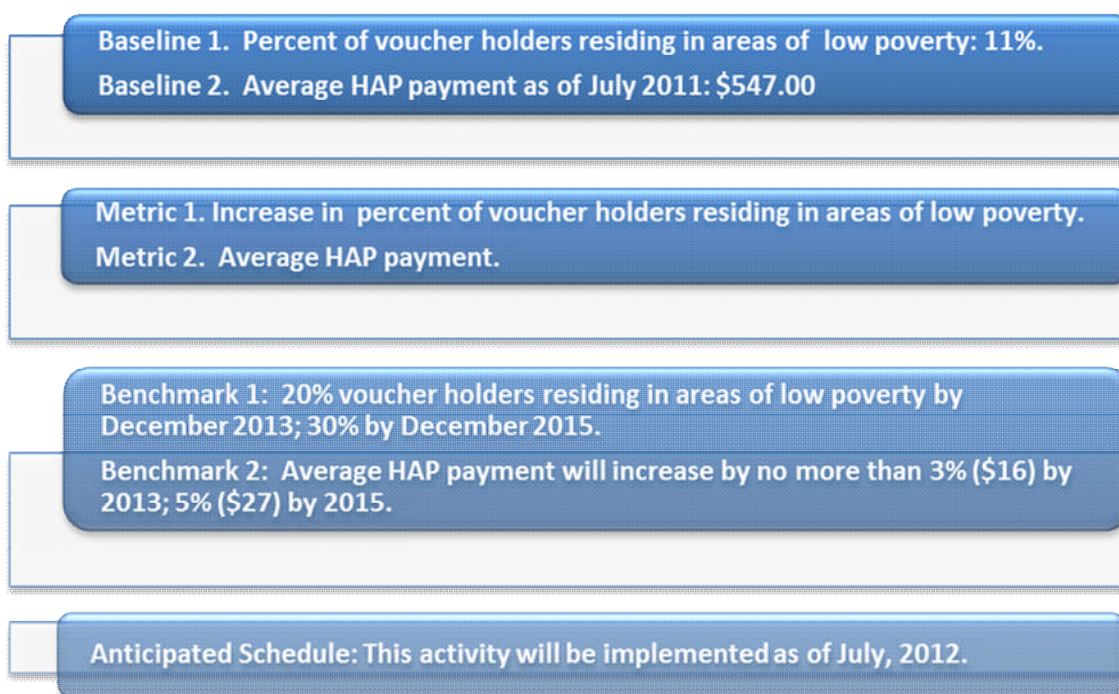 Baseline 1. Percent of voucher holders residing in areas of low poverty: 11%.
Baseline 2. Average HAP payment as of July 2011: $547.00
Metric 1. Increase in percent of voucher holders residing in areas of low poverty.
Metric 2. Average HAP payment.
Benchmark 1: 20% voucher holders residing in areas of low poverty by
December 2013; 30% by December 2015.
Benchmark 2: Average HAP payment will increase by no more than 3% ($16) by
2013; 5% ($27) by 2015.
Anticipated Schedule: This activity will be implemented as of July, 2012.